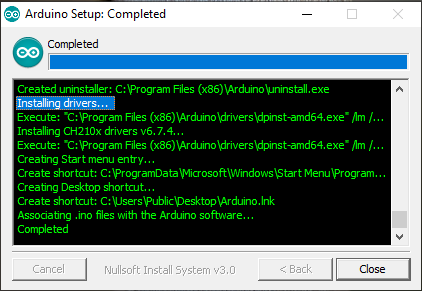 Arduino Setup: Completed
Completed
Created uninstaller: C:\Program Files (x86)\Arduino\uninstall.exe
Installing drivers...
Execute: "C:\Program Files (x86)\Arduino\drivers\dpinst-amd64.exe" /lm /...
Installing CH210x drivers v6.7.4...
Execute: "C:\Program Files (x86)\Arduino\drivers\dpinst-amd64.exe" /lm /...
Creating Start menu entry...
Create shortcut: C:\ProgramData\Microsoft\Windows\Start Menu\Program...
Creating Desktop shortcut...
Create shortcut: C:\Users\Public\Desktop\Arduino.lnk
Associating .ino files with the Arduino software...
Completed
Cancel Nullsoft Install System v3.0 < Back Close